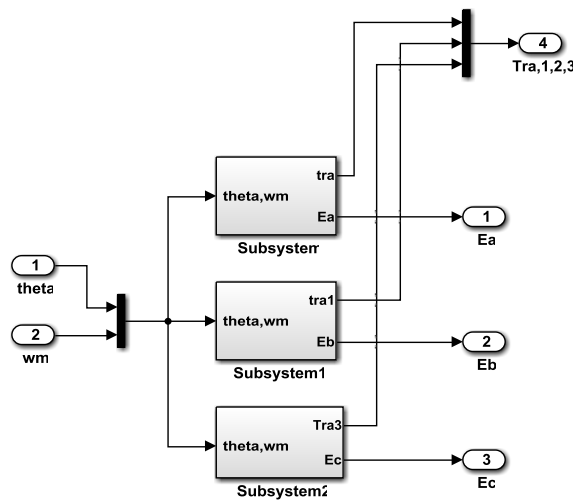 4
Tra,1,2,3
tra
theta,wm
Ea
1
Ea
Subsystem
1
theta
tra1
theta,wm
Eb
2
Eb
Subsystem1
2
wm
Tra3
theta,wm
Ec
3
Ec
Subsystem2